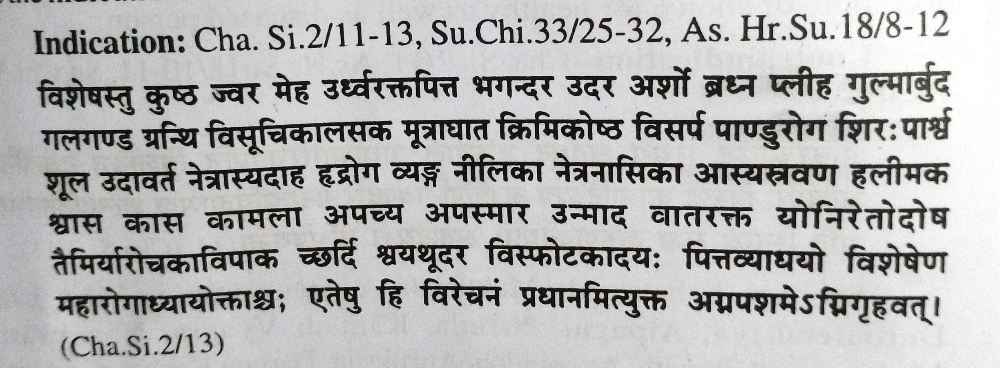 Indication: Cha. Si.2/11-13, Su.Chi.33/25-32, As. Hr.Su.18/8-12
विशेषस्तु कुष्ठ ज्वर मेह उर्ध्वरक्तपित्त भगन्दर उदर अर्शो ब्रध्न प्लीह गुल्मार्बुद
गलगण्ड ग्रन्थि विसूचिकालसक मूत्राघात क्रिमिकोष्ठ विसर्प पाण्डुरोग शिरः पार्श्व
शूल उदावर्त नेत्रास्यदाह हृद्रोग व्यङ्ग नीलिका नेत्रनासिका आस्यस्रवण हलीमक
श्वास कास कामला अपच्य अपस्मार उन्माद वातरक्त योनिरेतोदोष
तैमिर्यारोचकाविपाक च्छर्दि श्वयथूदर विस्फोटकादयः पित्तव्याधयो विशेषेण
महारोगाध्यायोक्ताश्च; एतेषु हि विरेचनं प्रधानमित्युक्त अग्नपशमेऽग्निगृहवत्।
(Cha.Si.2/13)